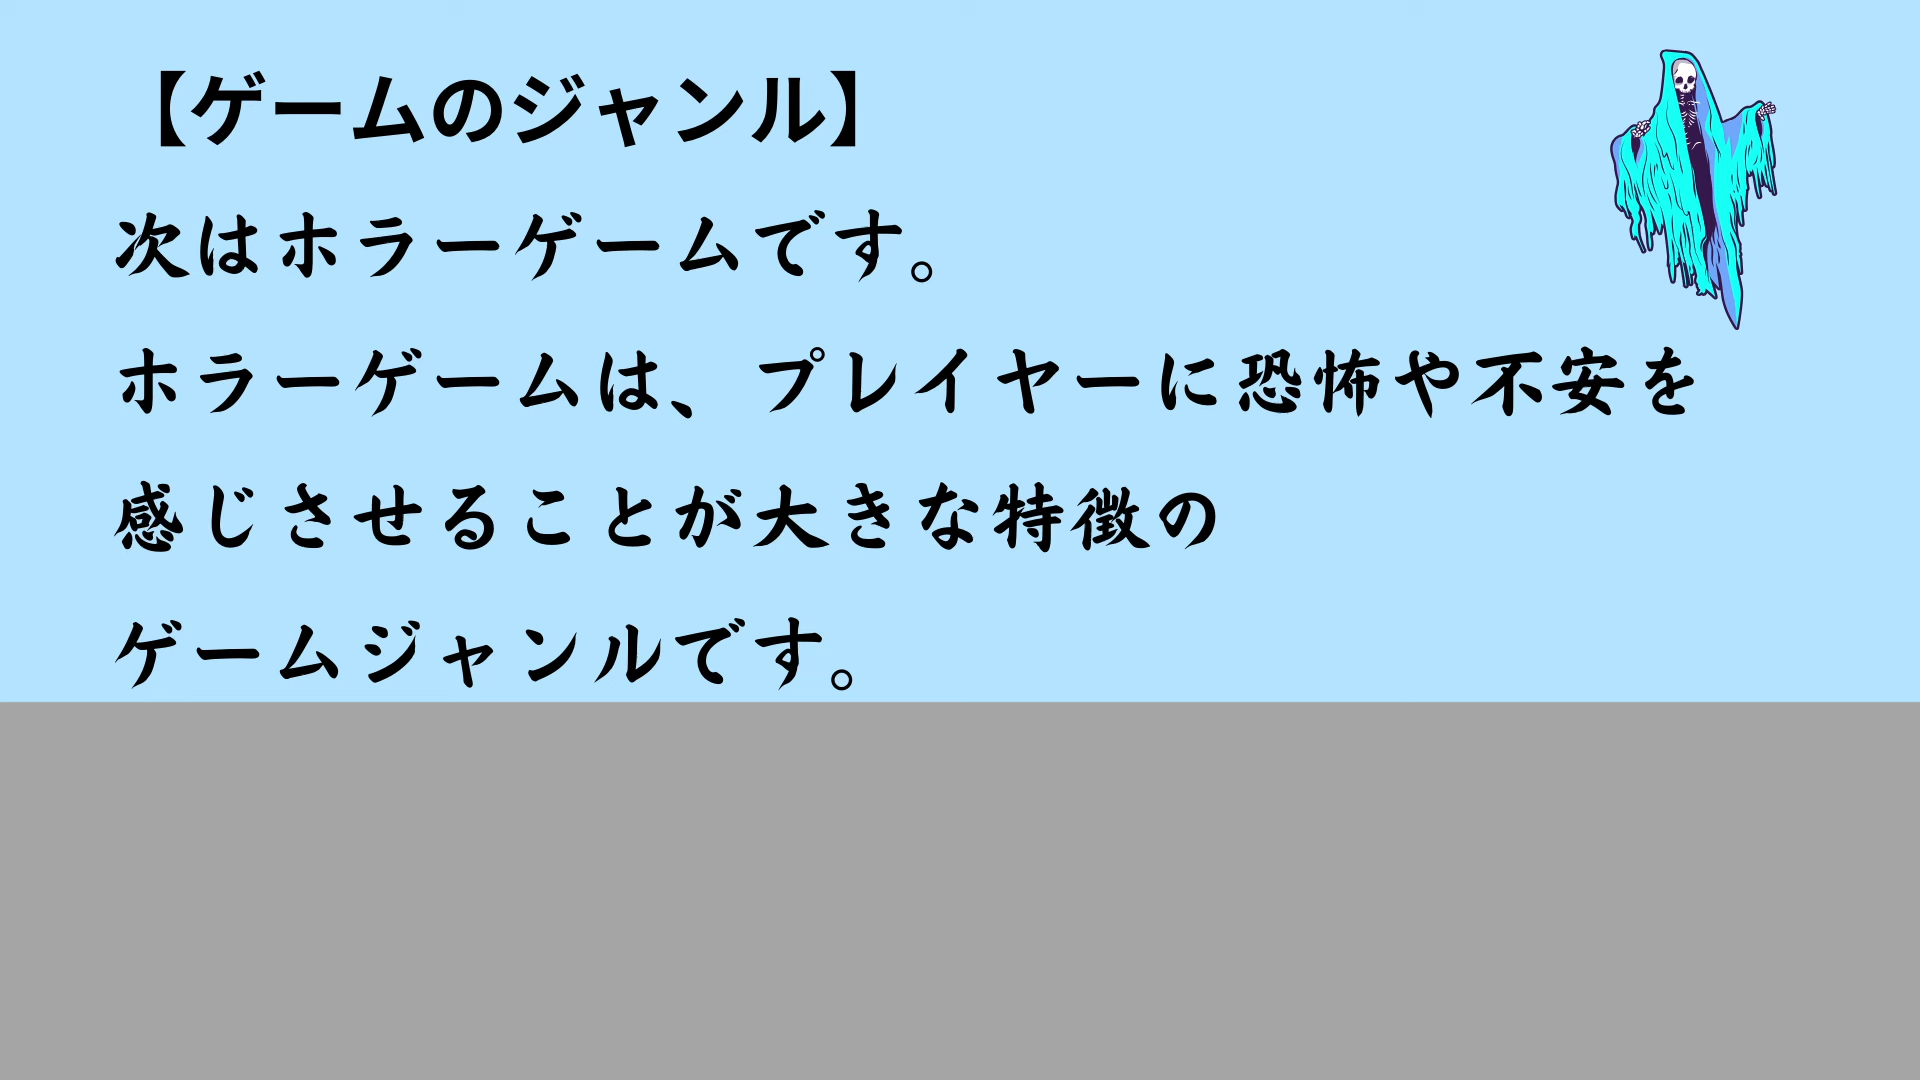 【ゲームのジャンル】
次はホラーゲームです。
ホラーゲームは、プレイヤーに恐怖や不安を
感じさせることが大きな特徴の
ゲームジャンルです。